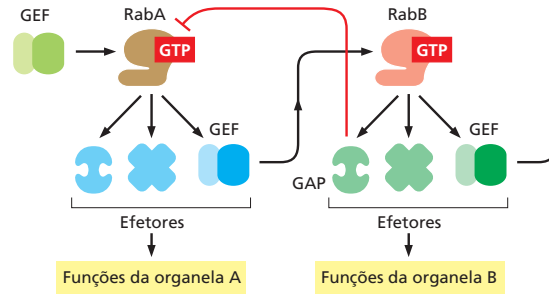 GEF
RabA
GTP
RabB
GTP
GEF
GAP
GEF
Efetores
Efetores
Funções da organela A
Funções da organela B